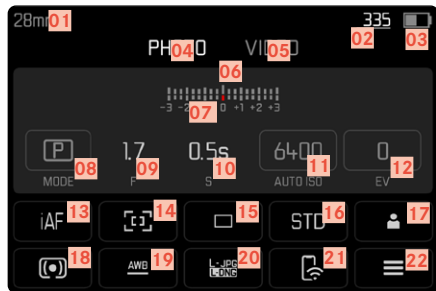 28mm 01
335
02 03
PHOTO 04 VIDEO 05
06
07
-3 -2 0 +1 +2 +3
P 1.7 0.5s 6400 0
08 09 10 11 12
MODE F S AUTO ISO EV
iAF 13 14 15 STD 16 17
18 AWB 19 L-JPG 20 21 22
L-DNG